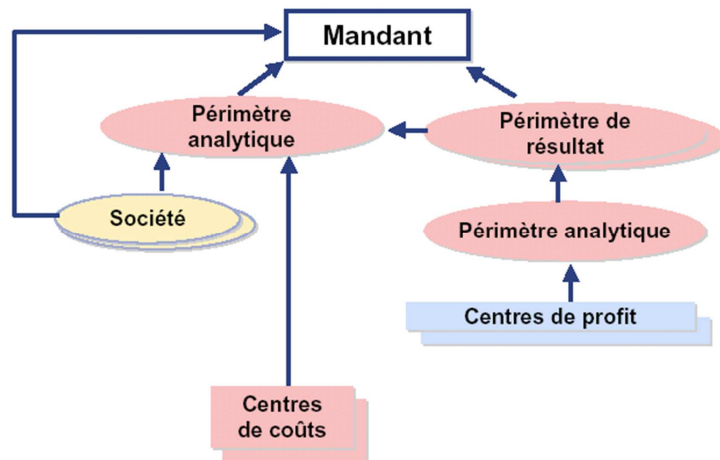 Mandant
Périmètre
analytique
Périmètre de
résultat
Société
Périmètre analytique
Centres de profit
Centres
de coûts